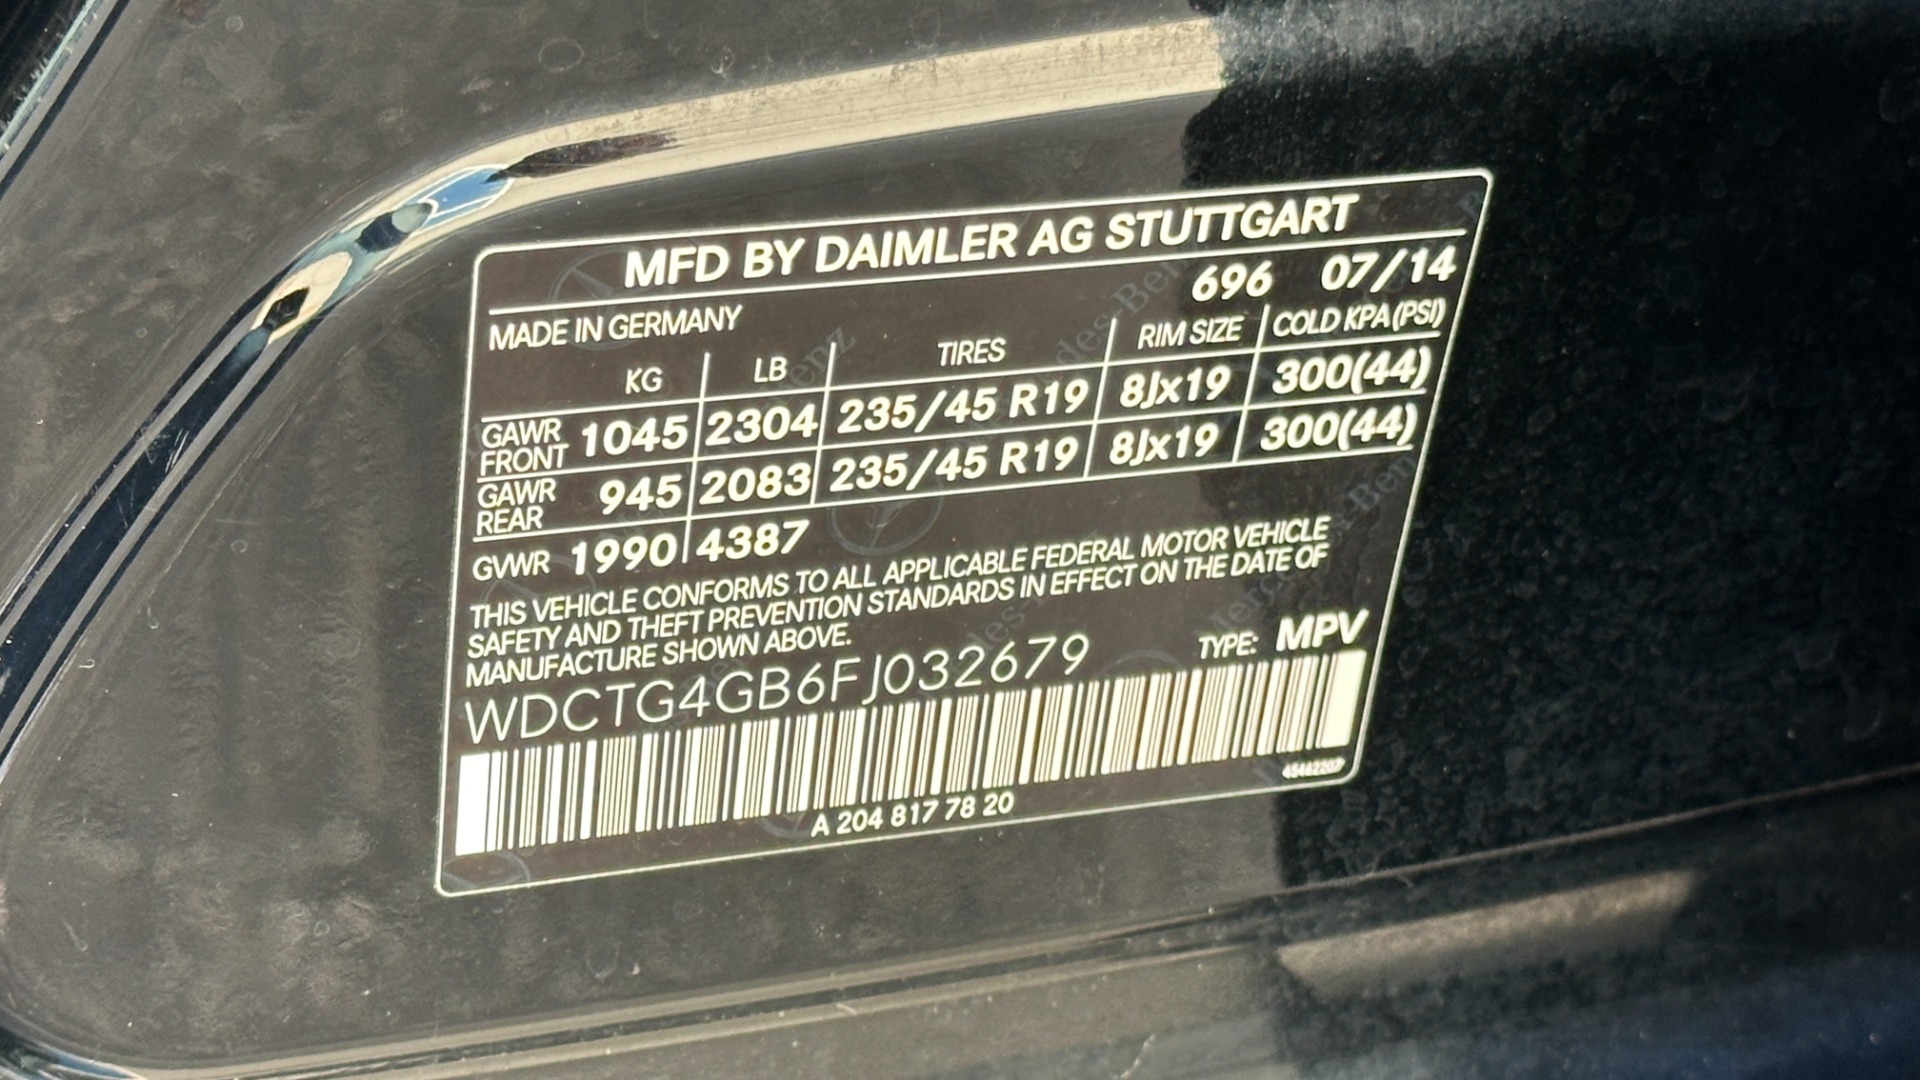 MFD BY DAIMLER AG STUTTGART
MADE IN GERMANY 696 07/14
KG LB TIRES RIM SIZE COLD KPA(PSI)
GAWR FRONT 1045 2304 235/45 R19 8Jx19 300(44)
GAWR REAR 945 2083 235/45 R19 8Jx19 300(44)
GVWR 1990 4387
THIS VEHICLE CONFORMS TO ALL APPLICABLE FEDERAL MOTOR VEHICLE
SAFETY AND THEFT PREVENTION STANDARDS IN EFFECT ON THE DATE OF
MANUFACTURE SHOWN ABOVE.
WDCTG4GB6FJ032679 TYPE: MPV
A 204 817 78 20